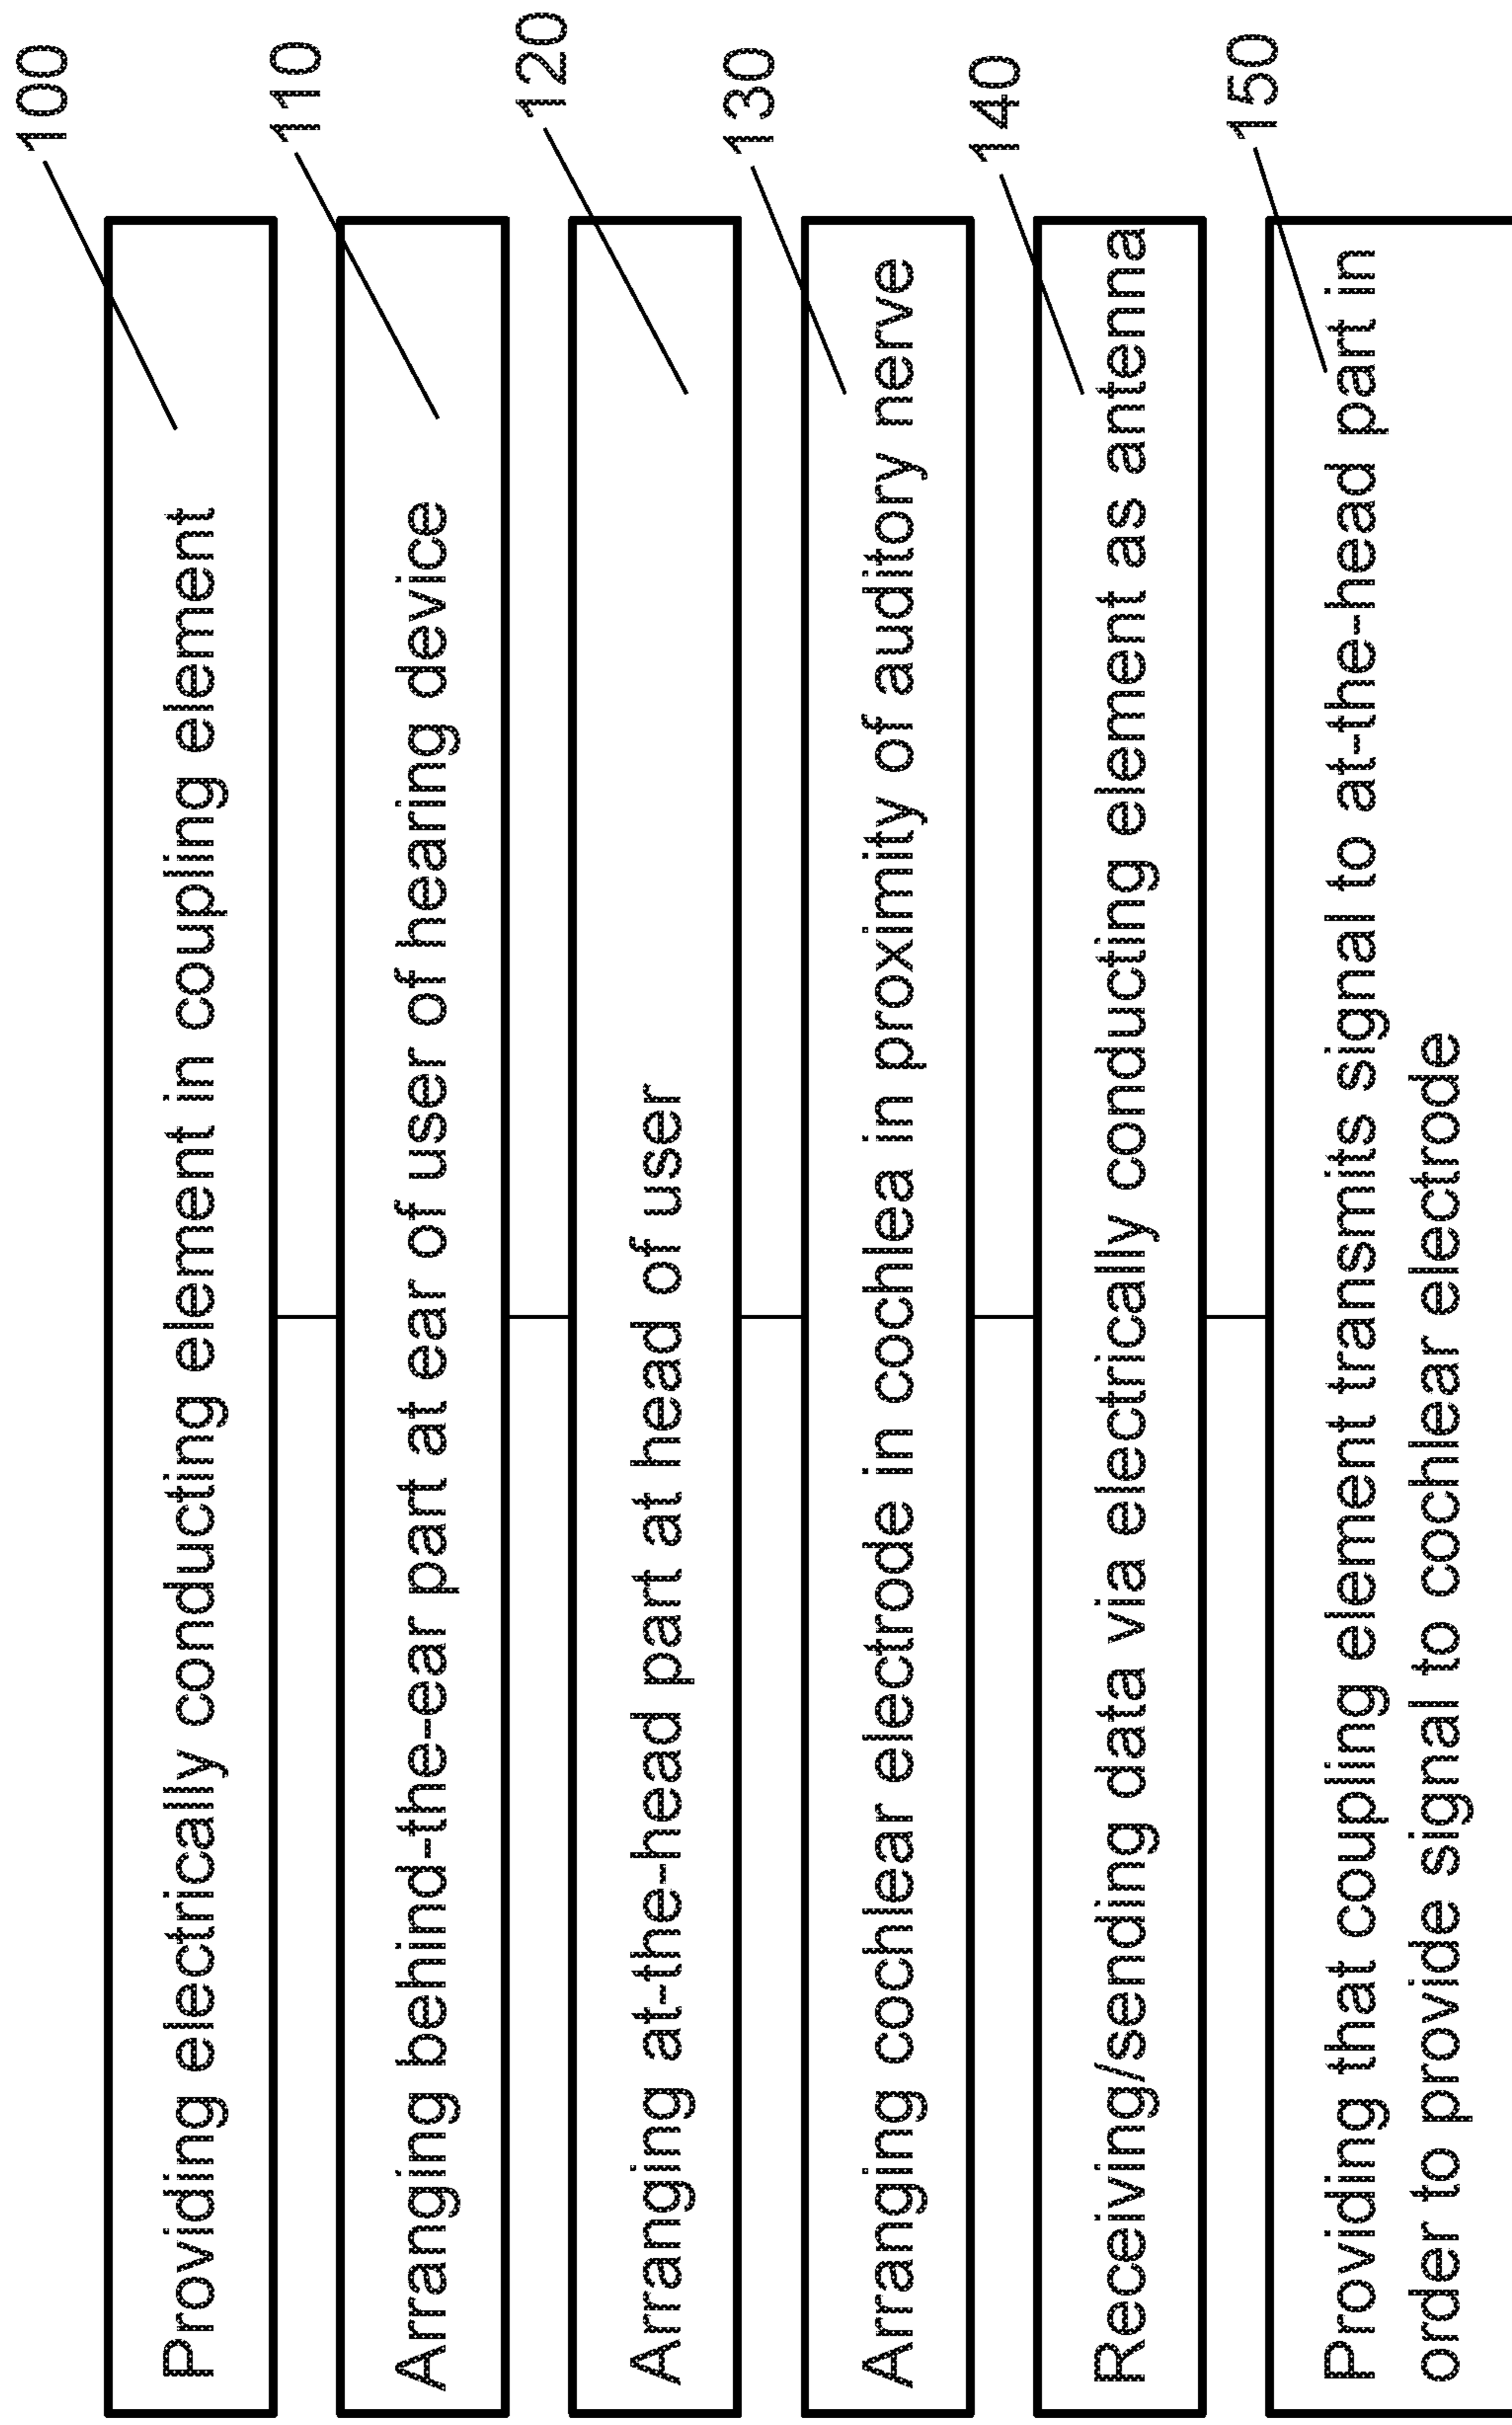 100
Providing electrically conducting element in coupling element
110
Arranging behind-the-ear part at ear of user of hearing device
120
Arranging at-the-head part at head of user
130
Arranging cochlear electrode in cochlea in proximity of auditory nerve
140
Receiving/sending data via electrically conducting element as antenna
150
Providing that coupling element transmits signal to at-the-head part in
order to provide signal to cochlear electrode